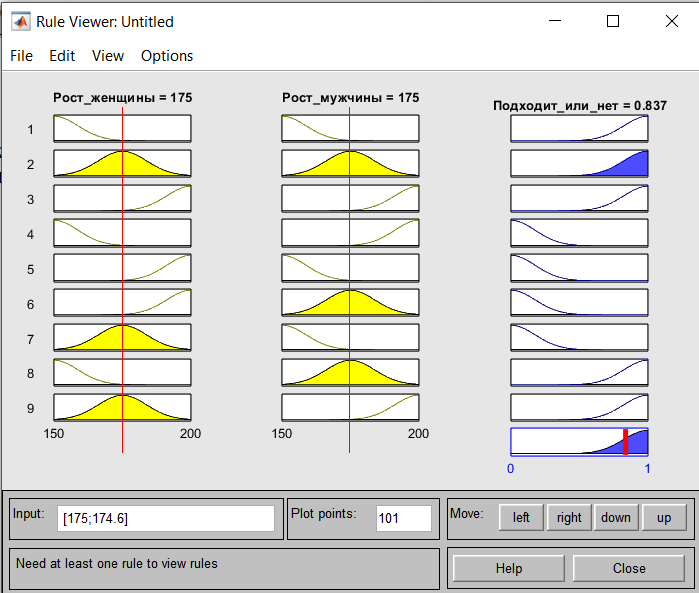 Rule Viewer: Untitled
File Edit View Options
Рост_женщины = 175
Рост_мужчины = 175
Подходит_или_нет = 0.837
1
2
3
4
5
6
7
8
9
150 200
150 200
0 1
Input: [175;174.6]
Plot points: 101
Move: left right down up
Need at least one rule to view rules
Help Close